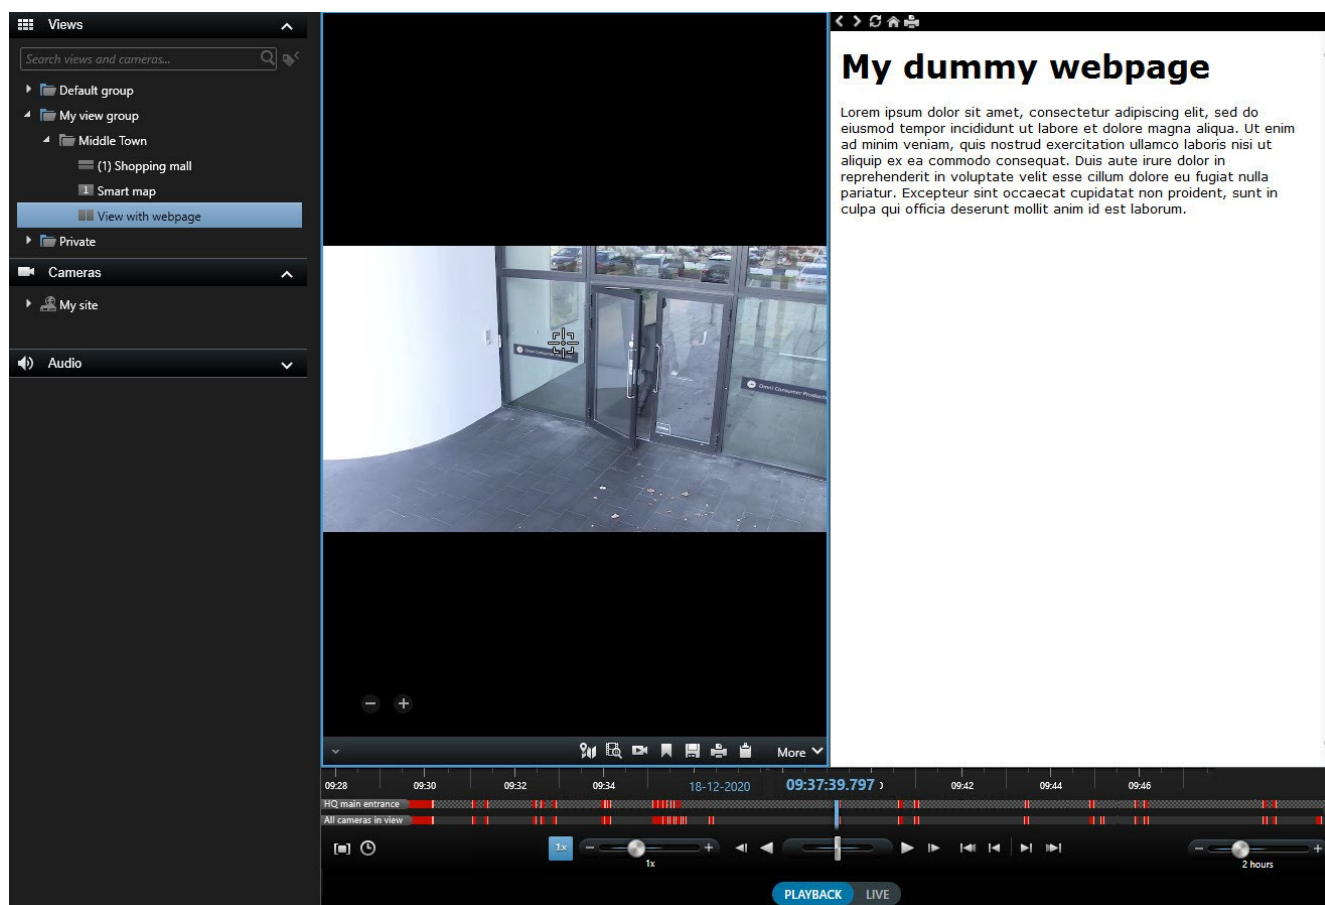 Views
Search views and cameras...
Default group
My view group
Middle Town
(1) Shopping mall
1 Smart map
View with webpage
Private
Cameras
My site
Audio
Omni Consumer Products
More
My dummy webpage
Lorem ipsum dolor sit amet, consectetur adipiscing elit, sed do
eiusmod tempor incididunt ut labore et dolore magna aliqua. Ut enim
ad minim veniam, quis nostrud exercitation ullamco laboris nisi ut
aliquip ex ea commodo consequat. Duis aute irure dolor in
reprehenderit in voluptate velit esse cillum dolore eu fugiat nulla
pariatur. Excepteur sint occaecat cupidatat non proident, sunt in
culpa qui officia deserunt mollit anim id est laborum.
09:28 09:30 09:32 09:34 18-12-2020 09:37:39.797 09:42 09:44 09:46
HQ main entrance
All cameras in view
1x
1x
2 hours
PLAYBACK LIVE